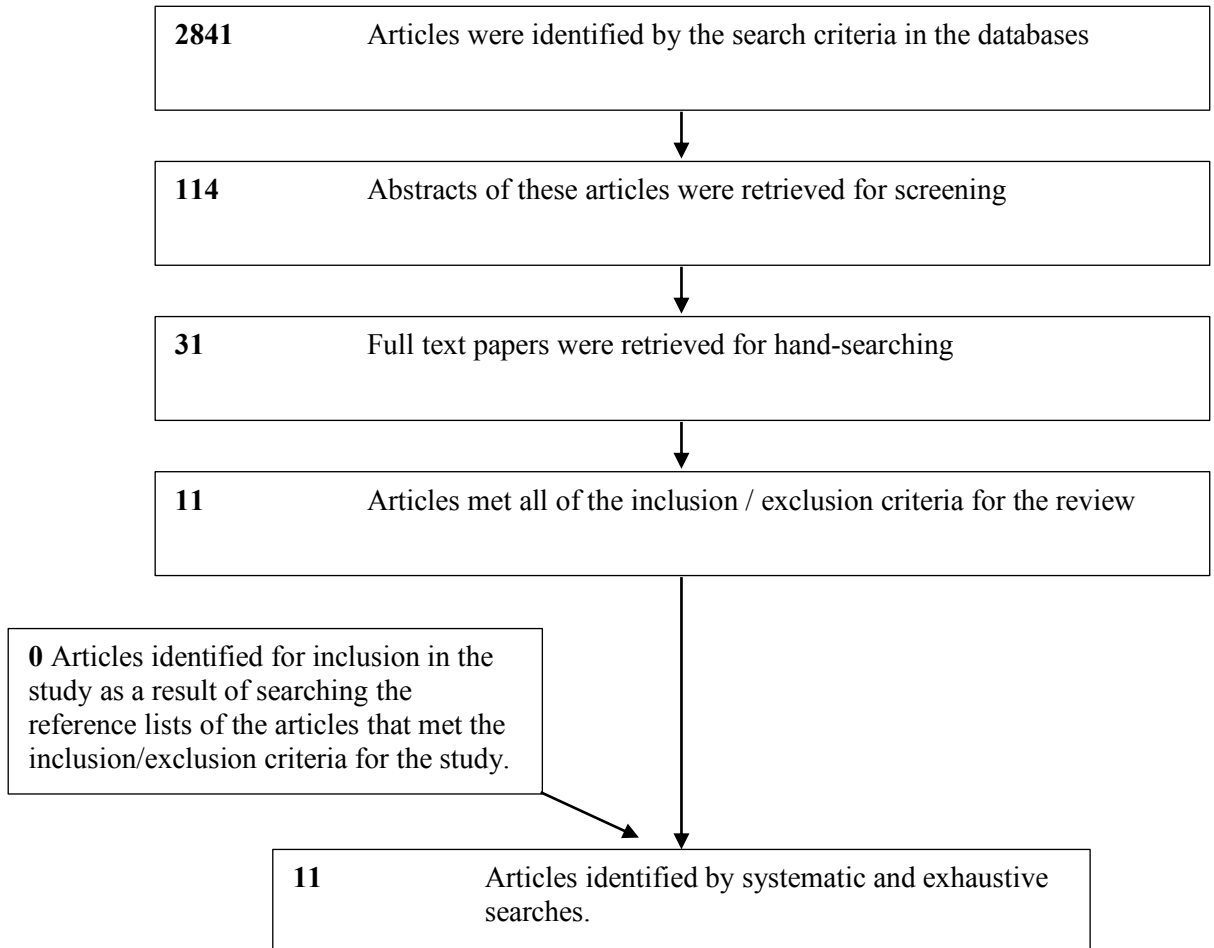 2841 Articles were identified by the search criteria in the databases
114 Abstracts of these articles were retrieved for screening
31 Full text papers were retrieved for hand-searching
11 Articles met all of the inclusion / exclusion criteria for the review
0 Articles identified for inclusion in the
study as a result of searching the
reference lists of the articles that met the
inclusion/exclusion criteria for the study.
11 Articles identified by systematic and exhaustive
searches.